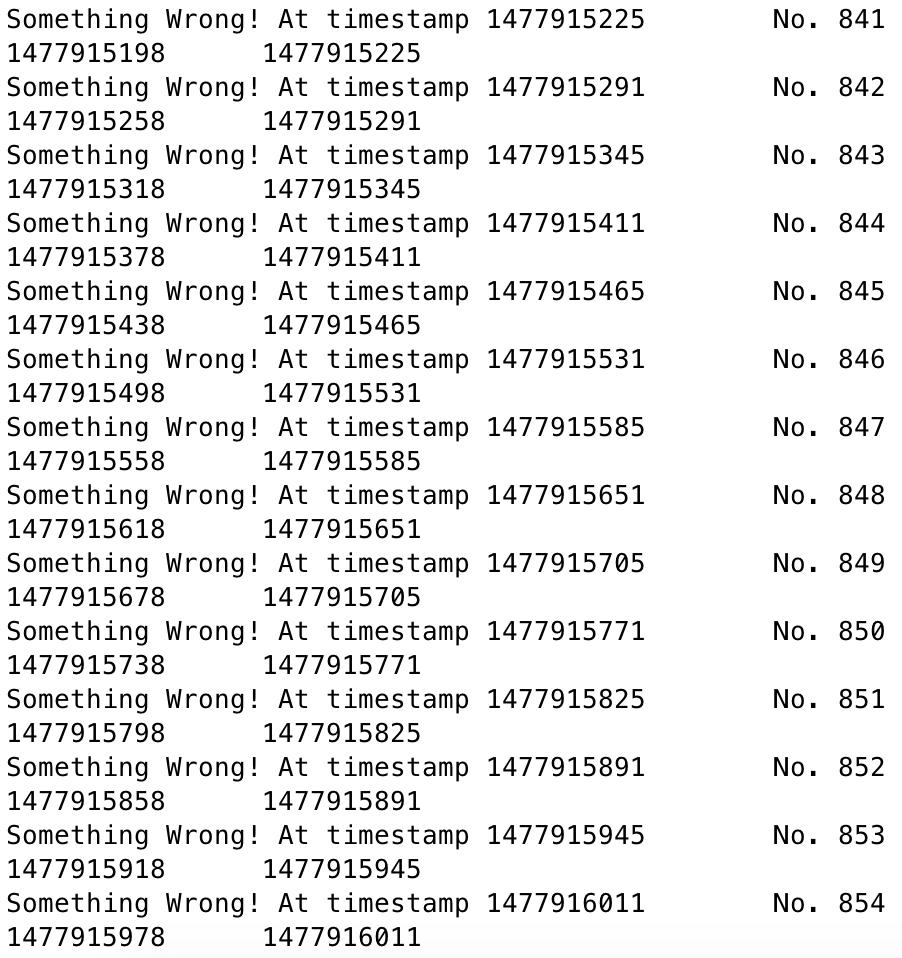 Something Wrong! At timestamp 1477915225 No. 841
1477915198 1477915225
Something Wrong! At timestamp 1477915291 No. 842
1477915258 1477915291
Something Wrong! At timestamp 1477915345 No. 843
1477915318 1477915345
Something Wrong! At timestamp 1477915411 No. 844
1477915378 1477915411
Something Wrong! At timestamp 1477915465 No. 845
1477915438 1477915465
Something Wrong! At timestamp 1477915531 No. 846
1477915498 1477915531
Something Wrong! At timestamp 1477915585 No. 847
1477915558 1477915585
Something Wrong! At timestamp 1477915651 No. 848
1477915618 1477915651
Something Wrong! At timestamp 1477915705 No. 849
1477915678 1477915705
Something Wrong! At timestamp 1477915771 No. 850
1477915738 1477915771
Something Wrong! At timestamp 1477915825 No. 851
1477915798 1477915825
Something Wrong! At timestamp 1477915891 No. 852
1477915858 1477915891
Something Wrong! At timestamp 1477915945 No. 853
1477915918 1477915945
Something Wrong! At timestamp 1477916011 No. 854
1477915978 1477916011